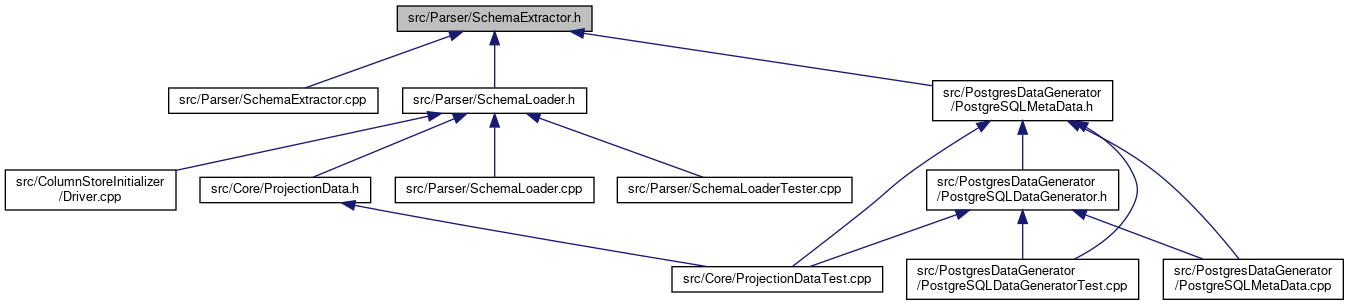 src/Parser/SchemaExtractor.h
src/Parser/SchemaExtractor.cpp
src/Parser/SchemaLoader.h
src/PostgresDataGenerator
/PostgreSQLMetaData.h
src/ColumnStoreInitializer
/Driver.cpp
src/Core/ProjectionData.h
src/Parser/SchemaLoader.cpp
src/Parser/SchemaLoaderTester.cpp
src/PostgresDataGenerator
/PostgreSQLDataGenerator.h
src/Core/ProjectionDataTest.cpp
src/PostgresDataGenerator
/PostgreSQLDataGeneratorTest.cpp
src/PostgresDataGenerator
/PostgreSQLMetaData.cpp